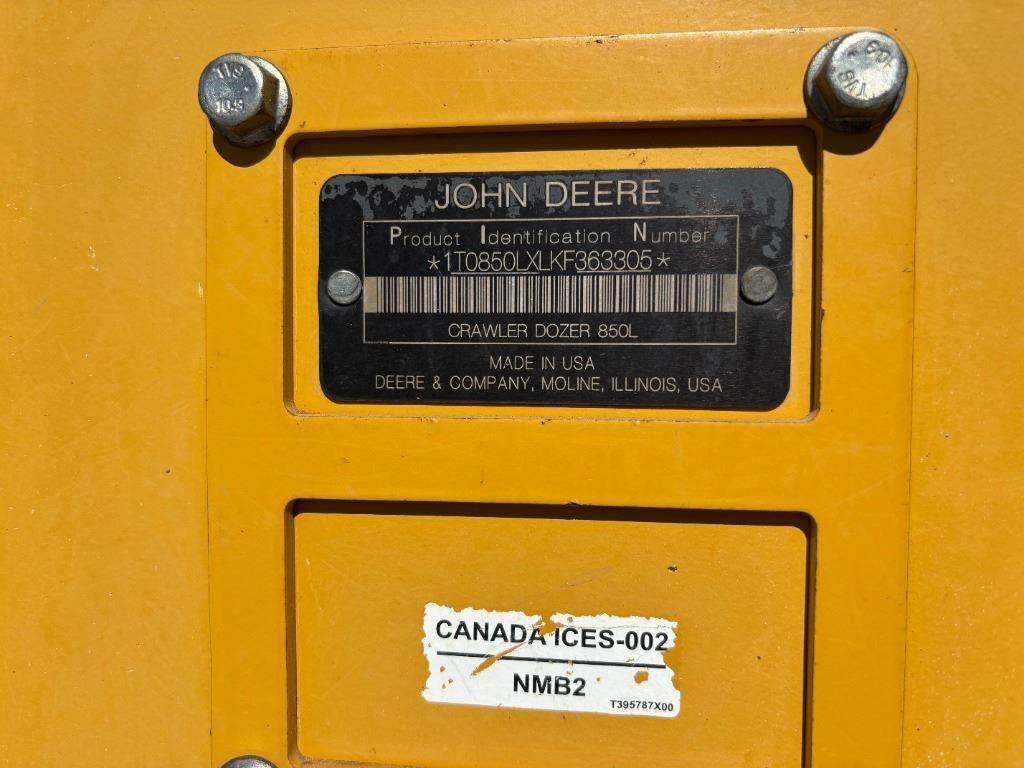 JOHN DEERE
Product Identification Number
*1T0850LXLKF363305*
CRAWLER DOZER 850L
MADE IN USA
DEERE & COMPANY, MOLINE, ILLINOIS, USA
CANADA ICES-002
NMB2
T395787X00